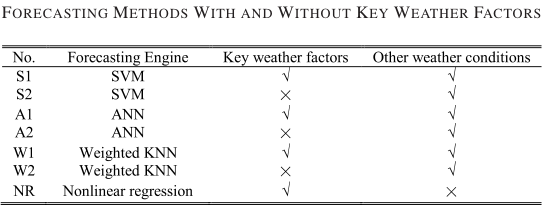 FORECASTING METHODS WITH AND WITHOUT KEY WEATHER FACTORS
No. Forecasting Engine Key weather factors Other weather conditions
S1 SVM √ √
S2 SVM × √
A1 ANN √ √
A2 ANN × √
W1 Weighted KNN √ √
W2 Weighted KNN × √
NR Nonlinear regression √ ×